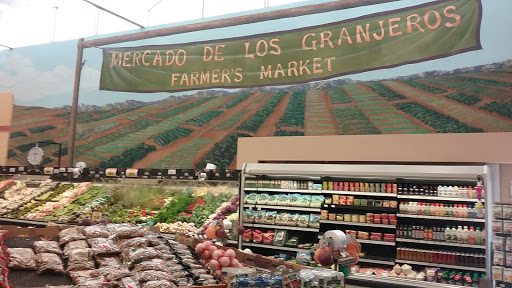 MERCADO DE LOS GRANJEROS
FARMER'S MARKET